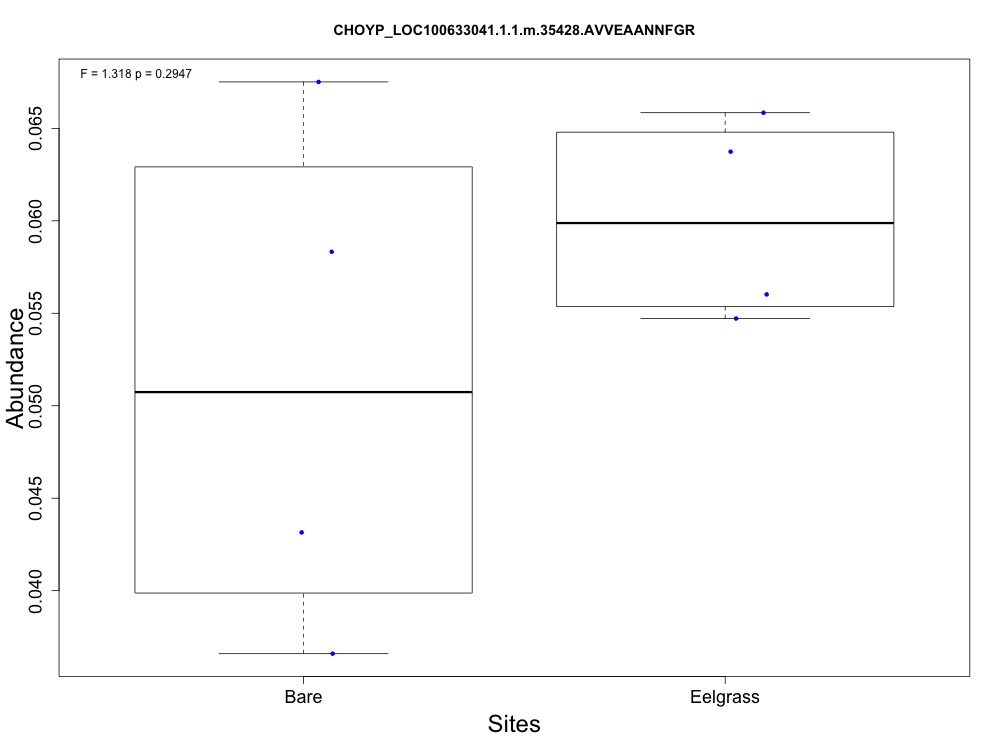 CHOYP_LOC100633041.1.1.m.35428.AVVEAANNFGR
F = 1.318 p = 0.2947
0.065
0.060
0.055
0.050
0.045
0.040
Abundance
Bare
Eelgrass
Sites